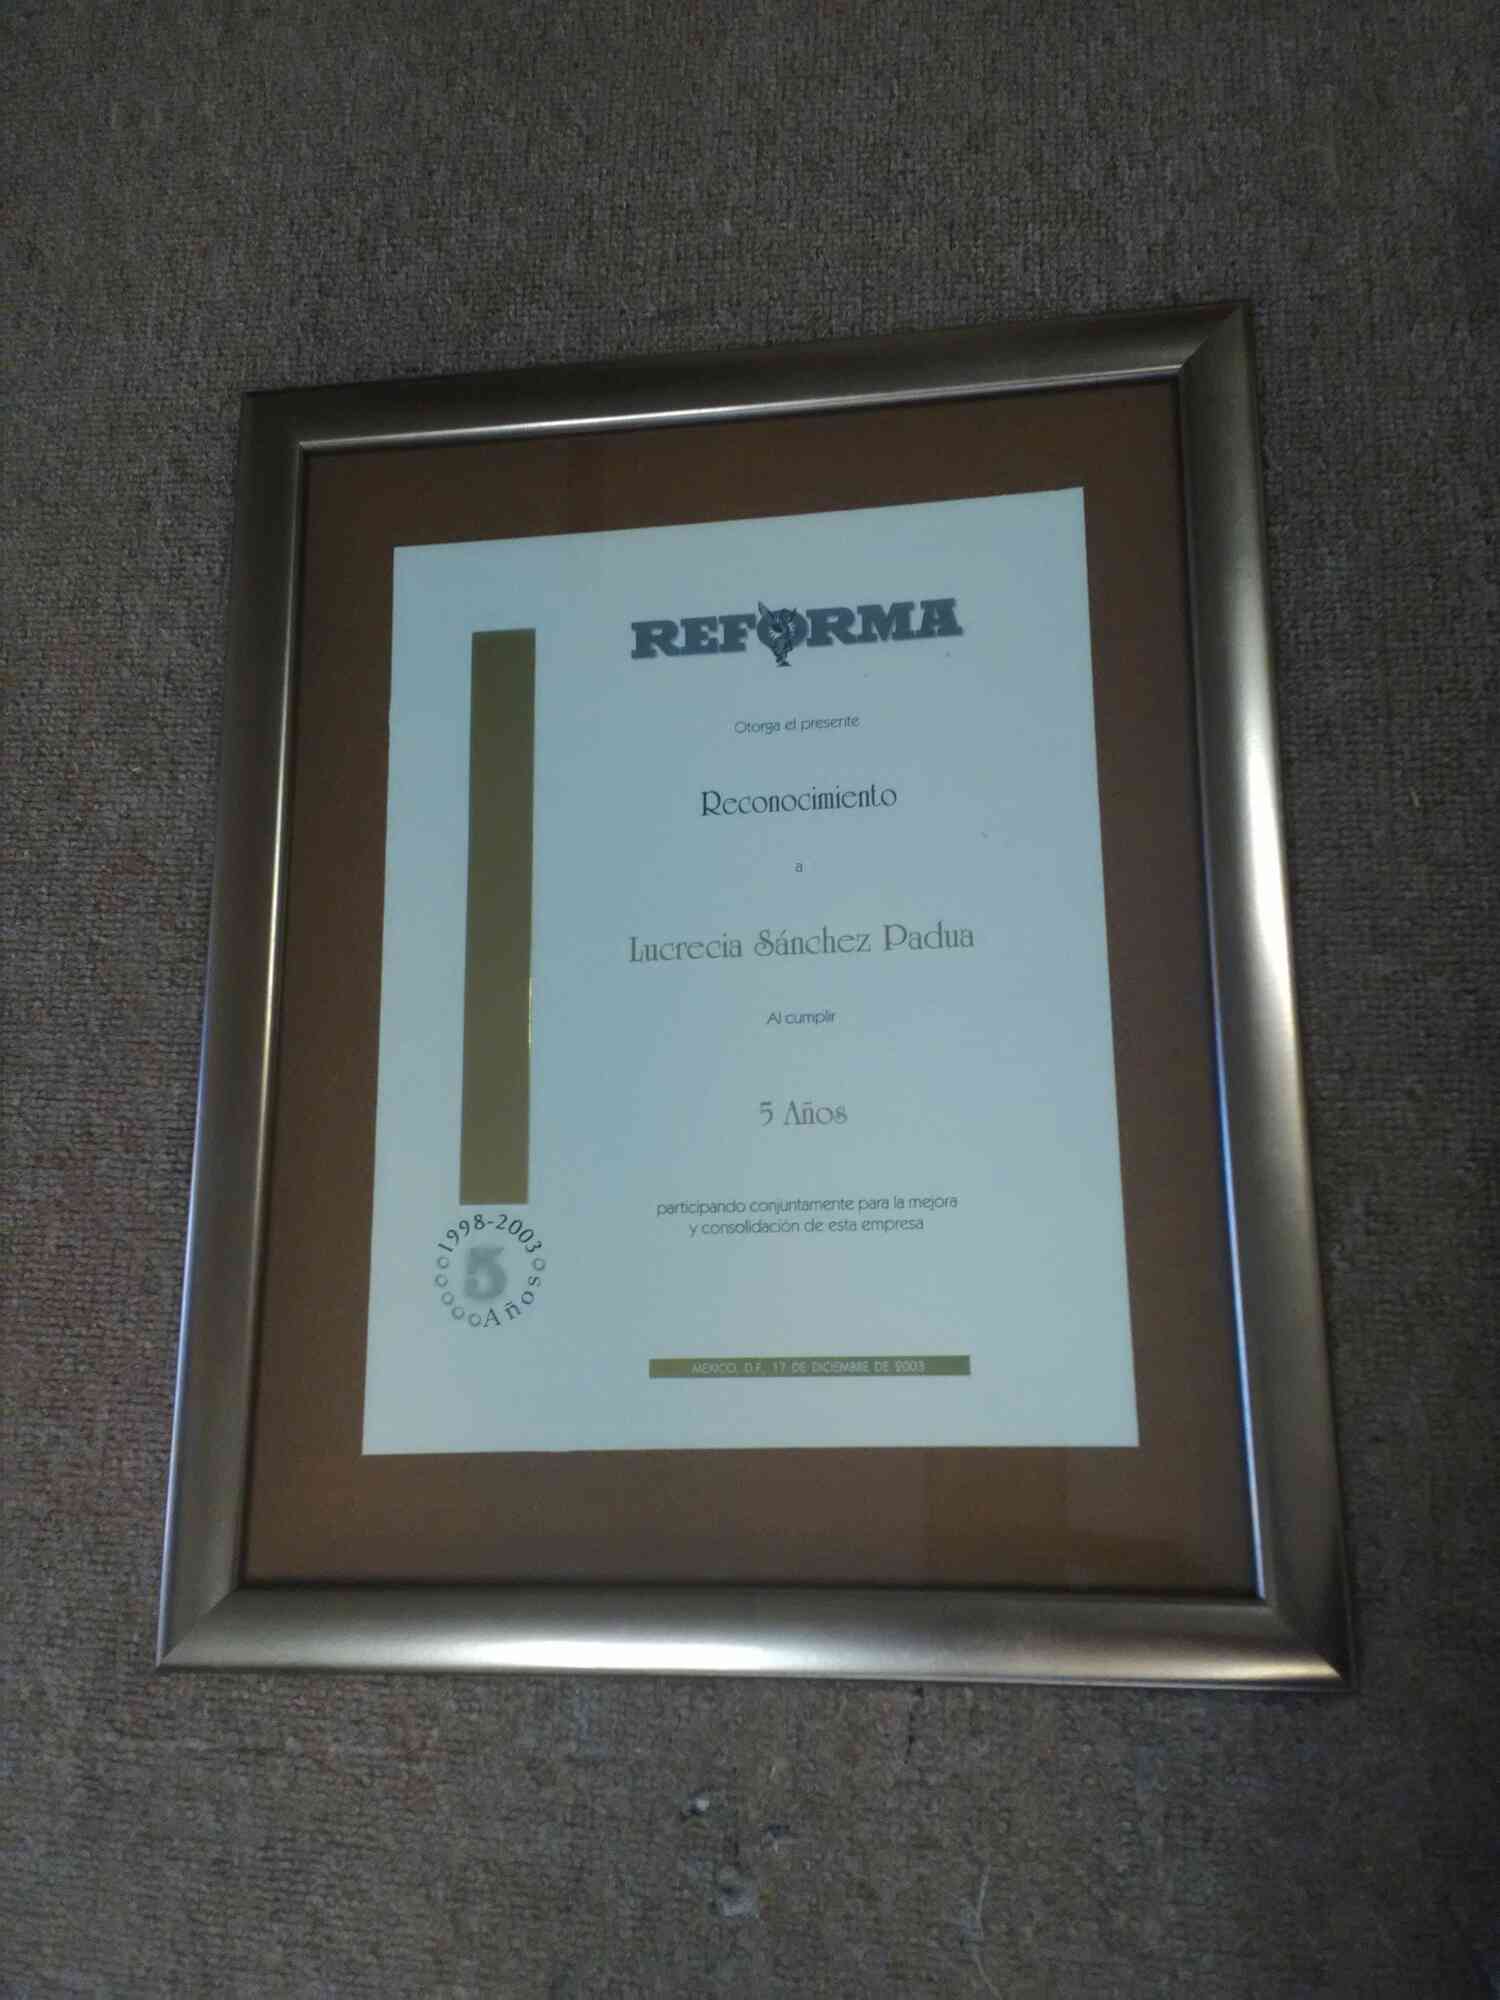 REFORMA
Otorga el presente
Reconocimiento
a
Lucrecia Sánchez Padua
Al cumplir
5 Años
participando conjuntamente para la mejora
y consolidación de esta empresa
1998-2003
5
Años
MEXICO, D.F. 17 DE DICIEMBRE DE 2003